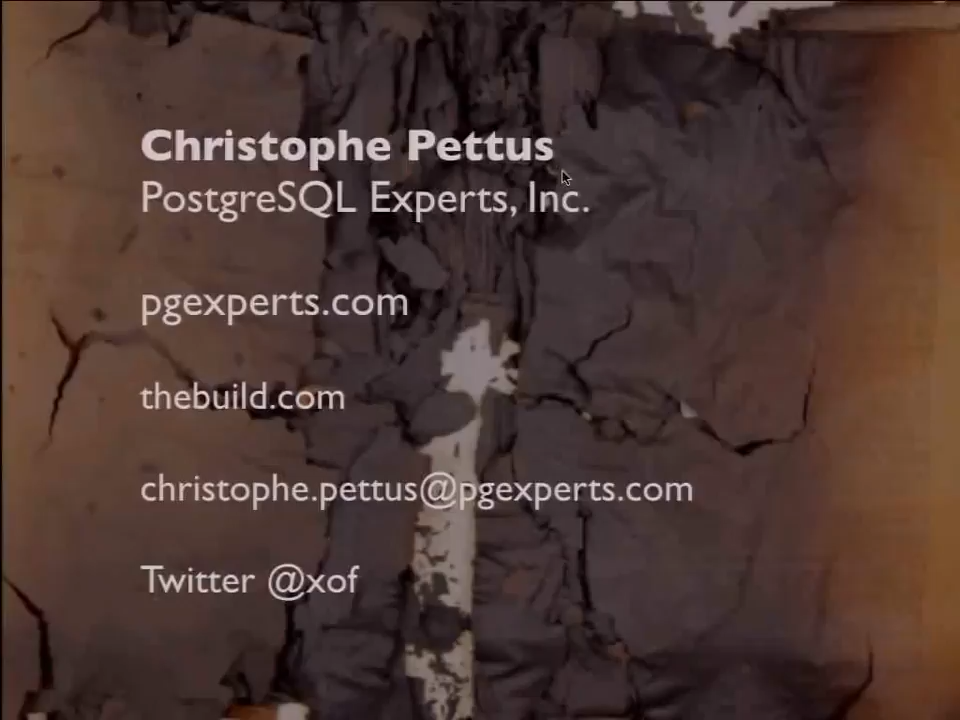 Christophe Pettus
PostgreSQL Experts, Inc.
pgexperts.com
thebuild.com
christophe.pettus@pgexperts.com
Twitter @xof